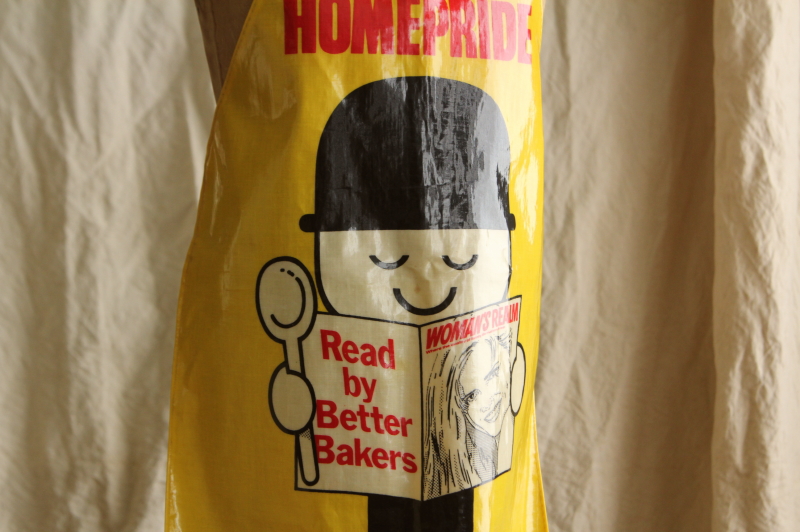 HOMEPRIDE
Read
by
Better
Bakers
WOMAN'S REALM